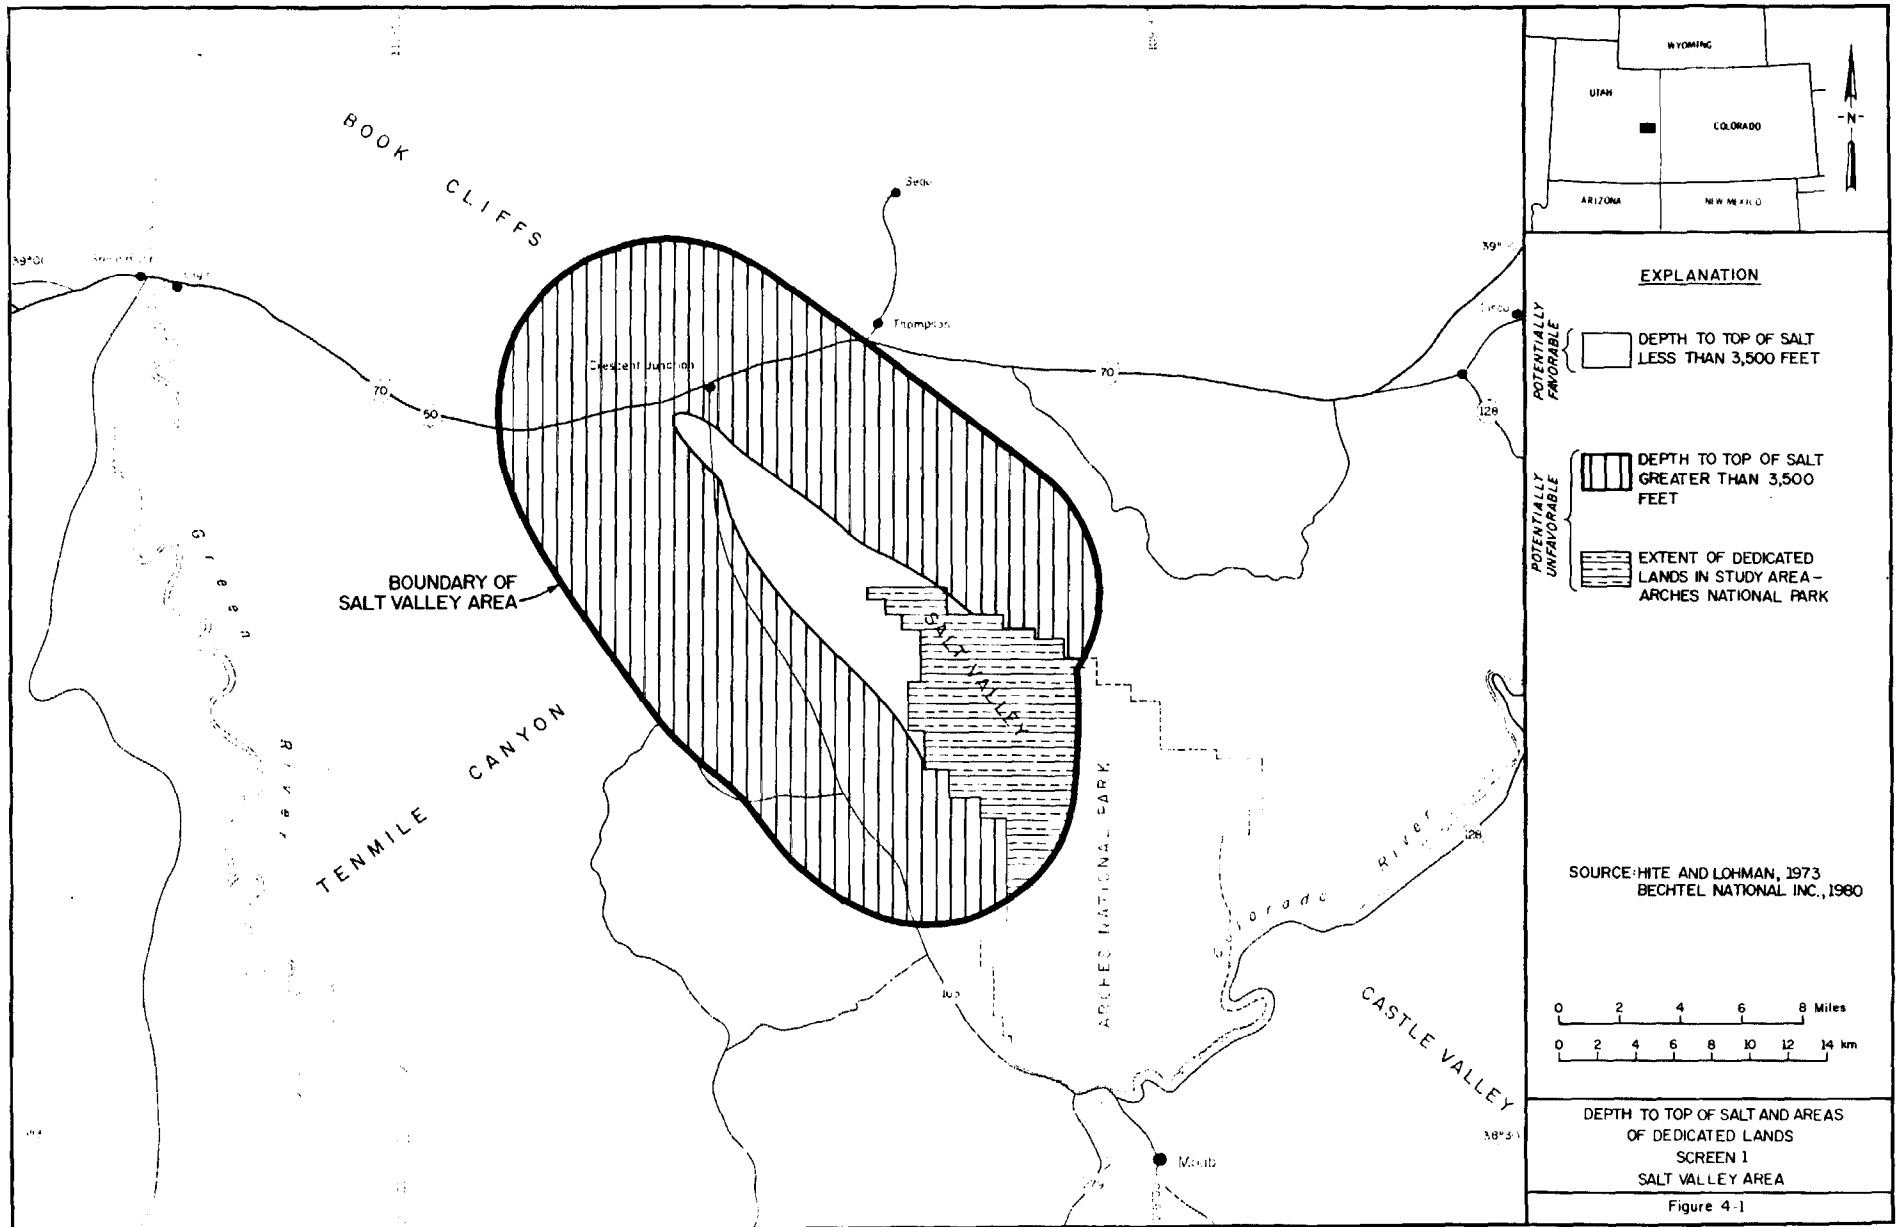 BOOK CLIFFS
Sego
Thompson
Crescent Junction
70
50
70
128
Green River
BOUNDARY OF
SALT VALLEY AREA
SALT VALLEY
TENMILE CANYON
ARCHES NATIONAL PARK
Colorado River
128
163
CASTLE VALLEY
Moab
279
WYOMING
UTAH
COLORADO
ARIZONA
NEW MEXICO
-N-
EXPLANATION
POTENTIALLY
FAVORABLE
DEPTH TO TOP OF SALT
LESS THAN 3,500 FEET
POTENTIALLY
UNFAVORABLE
DEPTH TO TOP OF SALT
GREATER THAN 3,500
FEET
EXTENT OF DEDICATED
LANDS IN STUDY AREA-
ARCHES NATIONAL PARK
SOURCE: HITE AND LOHMAN, 1973
BECHTEL NATIONAL INC., 1980
0 2 4 6 8 Miles
0 2 4 6 8 10 12 14 km
DEPTH TO TOP OF SALT AND AREAS
OF DEDICATED LANDS
SCREEN 1
SALT VALLEY AREA
Figure 4-1